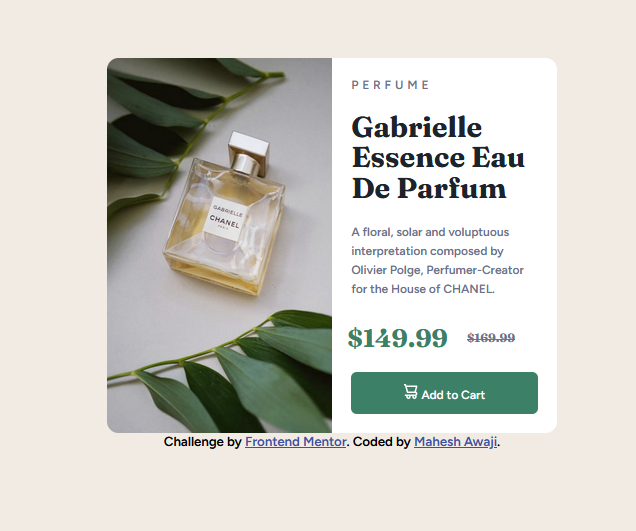 GABRIELLE
CHANEL
PARIS
PERFUME
Gabrielle
Essence Eau
De Parfum
A floral, solar and voluptuous
interpretation composed by
Olivier Polge, Perfumer-Creator
for the House of CHANEL.
$149.99 $169.99
Add to Cart
Challenge by Frontend Mentor. Coded by Mahesh Awaji.